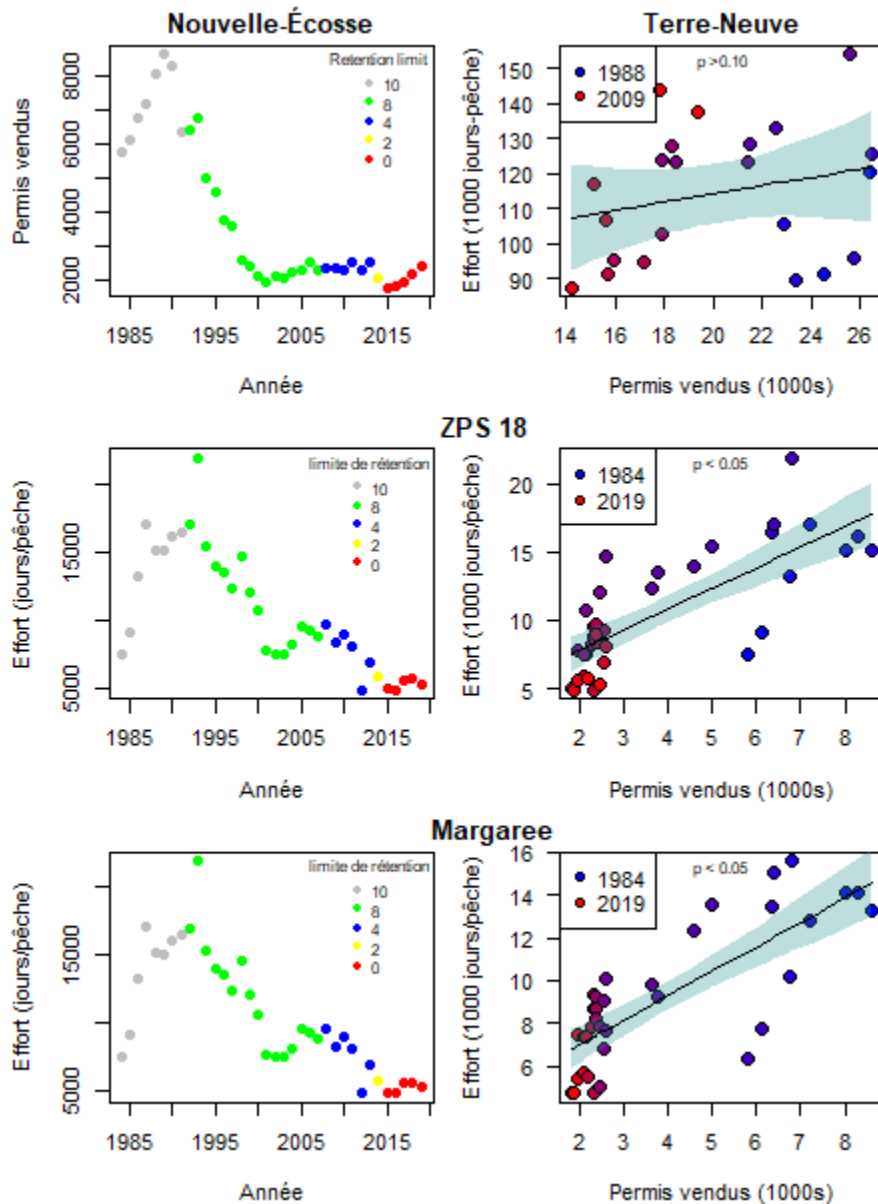 Nouvelle-Écosse
Permis vendus
8000
6000
4000
2000
Retention limit
10
8
4
2
0
1985 1995 2005 2015
Année
Terre-Neuve
Effort (1000 jours-pêche)
150
140
130
120
110
100
90
1988
2009
p >0.10
14 16 18 20 22 24 26
Permis vendus (1000s)
ZPS 18
Effort (jours/pêche)
15000
5000
limite de rétention
10
8
4
2
0
1985 1995 2005 2015
Année
Effort (1000 jours/pêche)
20
15
10
5
1984
2019
p < 0.05
2 3 4 5 6 7 8
Permis vendus (1000s)
Margaree
Effort (jours/pêche)
15000
5000
limite de rétention
10
8
4
2
0
1985 1995 2005 2015
Année
Effort (1000 jours/pêche)
16
14
12
10
8
6
1984
2019
p < 0.05
2 3 4 5 6 7 8
Permis vendus (1000s)